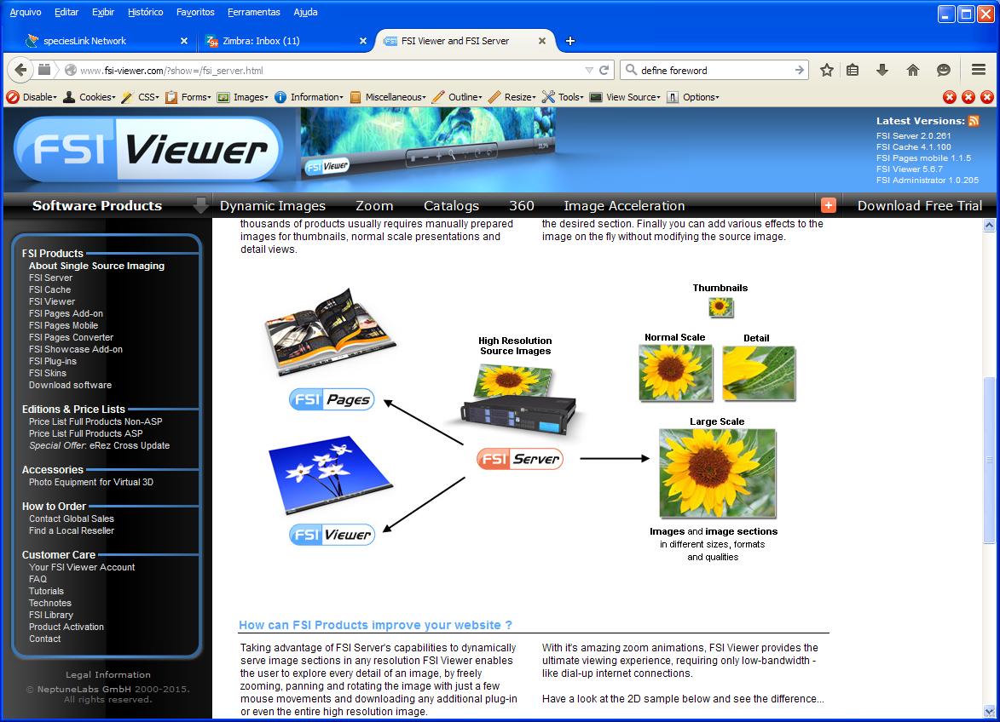 Arquivo Editar Exibir Histórico Favoritos Ferramentas Ajuda
speciesLink Network
Zimbra: Inbox (11)
FSI Viewer and FSI Server
www.fsi-viewer.com/?show=/fsi_server.html
define foreword
Disable Cookies CSS Forms Images Information Miscellaneous Outline Resize Tools View Source Options
FSI Viewer
FSI Viewer
33,7%
Latest Versions:
FSI Server 2.0.261
FSI Cache 4.1.100
FSI Pages mobile 1.1.5
FSI Viewer 5.6.7
FSI Administrator 1.0.205
Software Products
Dynamic Images Zoom Catalogs 360 Image Acceleration
Download Free Trial
FSI Products
About Single Source Imaging
FSI Server
FSI Cache
FSI Viewer
FSI Pages Add-on
FSI Pages Mobile
FSI Pages Converter
FSI Showcase Add-on
FSI Plug-ins
FSI Skins
Download software
Editions & Price Lists
Price List Full Products Non-ASP
Price List Full Products ASP
Special Offer: eRez Cross Update
Accessories
Photo Equipment for Virtual 3D
How to Order
Contact Global Sales
Find a Local Reseller
Customer Care
Your FSI Viewer Account
FAQ
Tutorials
Technotes
FSI Library
Product Activation
Contact
Legal Information
© NeptuneLabs GmbH 2000-2015.
All rights reserved.
thousands of products usually requires manually prepared
images for thumbnails, normal scale presentations and
detail views.
the desired section. Finally you can add various effects to the
image on the fly without modifying the source image.
FSI Pages
FSI Viewer
High Resolution
Source Images
FSI Server
Thumbnails
Normal Scale
Detail
Large Scale
Images and image sections
in different sizes, formats
and qualities
How can FSI Products improve your website ?
Taking advantage of FSI Server's capabilities to dynamically
serve image sections in any resolution FSI Viewer enables
the user to explore every detail of an image, by freely
zooming, panning and rotating the image with just a few
mouse movements and downloading any additional plug-in
or even the entire high resolution image.
With it's amazing zoom animations, FSI Viewer provides the
ultimate viewing experience, requiring only low-bandwidth -
like dial-up internet connections.
Have a look at the 2D sample below and see the difference...